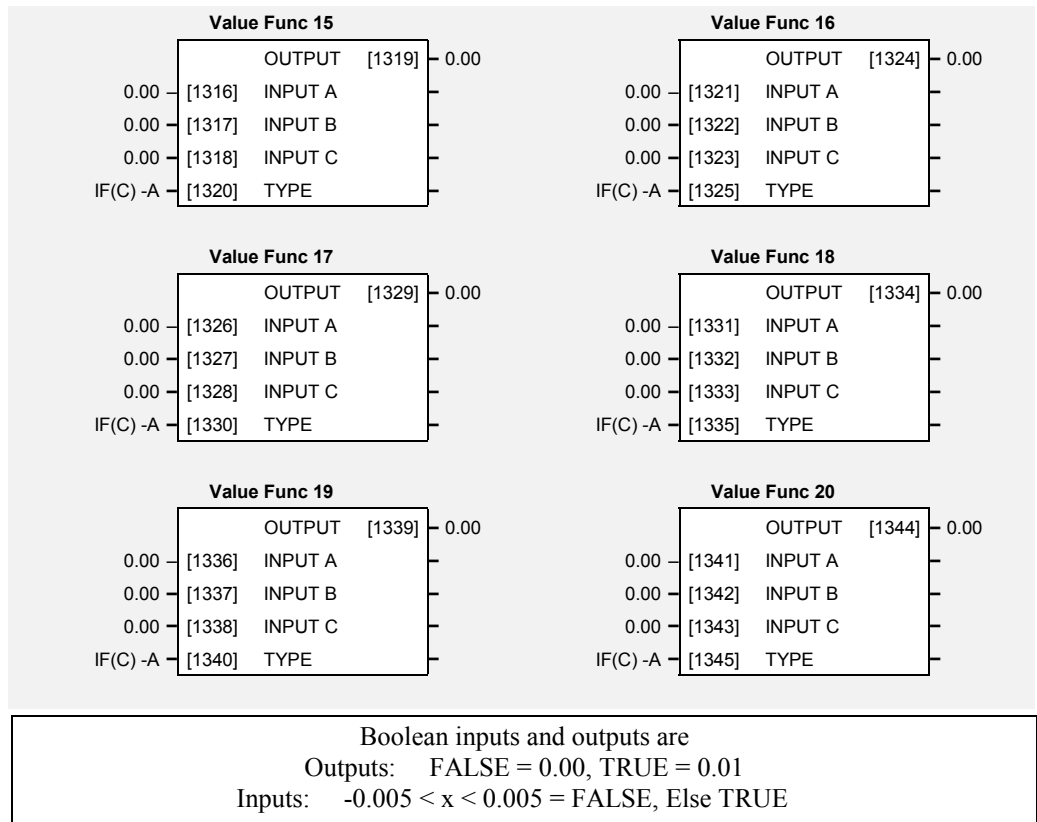 Value Func 15
OUTPUT [1319] 0.00
0.00 [1316] INPUT A
0.00 [1317] INPUT B
0.00 [1318] INPUT C
IF(C) -A [1320] TYPE
Value Func 16
OUTPUT [1324] 0.00
0.00 [1321] INPUT A
0.00 [1322] INPUT B
0.00 [1323] INPUT C
IF(C) -A [1325] TYPE
Value Func 17
OUTPUT [1329] 0.00
0.00 [1326] INPUT A
0.00 [1327] INPUT B
0.00 [1328] INPUT C
IF(C) -A [1330] TYPE
Value Func 18
OUTPUT [1334] 0.00
0.00 [1331] INPUT A
0.00 [1332] INPUT B
0.00 [1333] INPUT C
IF(C) -A [1335] TYPE
Value Func 19
OUTPUT [1339] 0.00
0.00 [1336] INPUT A
0.00 [1337] INPUT B
0.00 [1338] INPUT C
IF(C) -A [1340] TYPE
Value Func 20
OUTPUT [1344] 0.00
0.00 [1341] INPUT A
0.00 [1342] INPUT B
0.00 [1343] INPUT C
IF(C) -A [1345] TYPE
Boolean inputs and outputs are
Outputs: FALSE = 0.00, TRUE = 0.01
Inputs: -0.005 < x < 0.005 = FALSE, Else TRUE